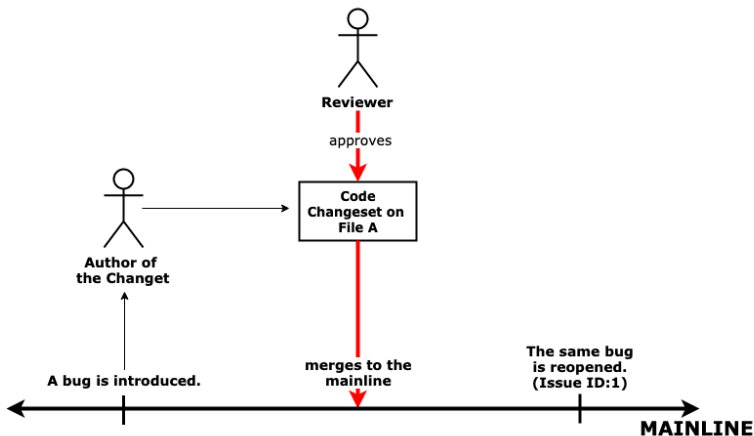 Reviewer
approves
Code
Changeset on
File A
Author of
the Changet
A bug is introduced.
merges to the
mainline
The same bug
is reopened.
(Issue ID:1)
MAINLINE